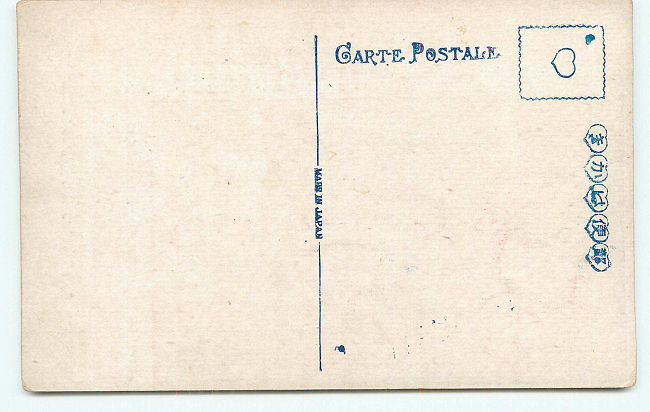 CARTE POSTALE
MADE IN JAPAN
郵便はかき